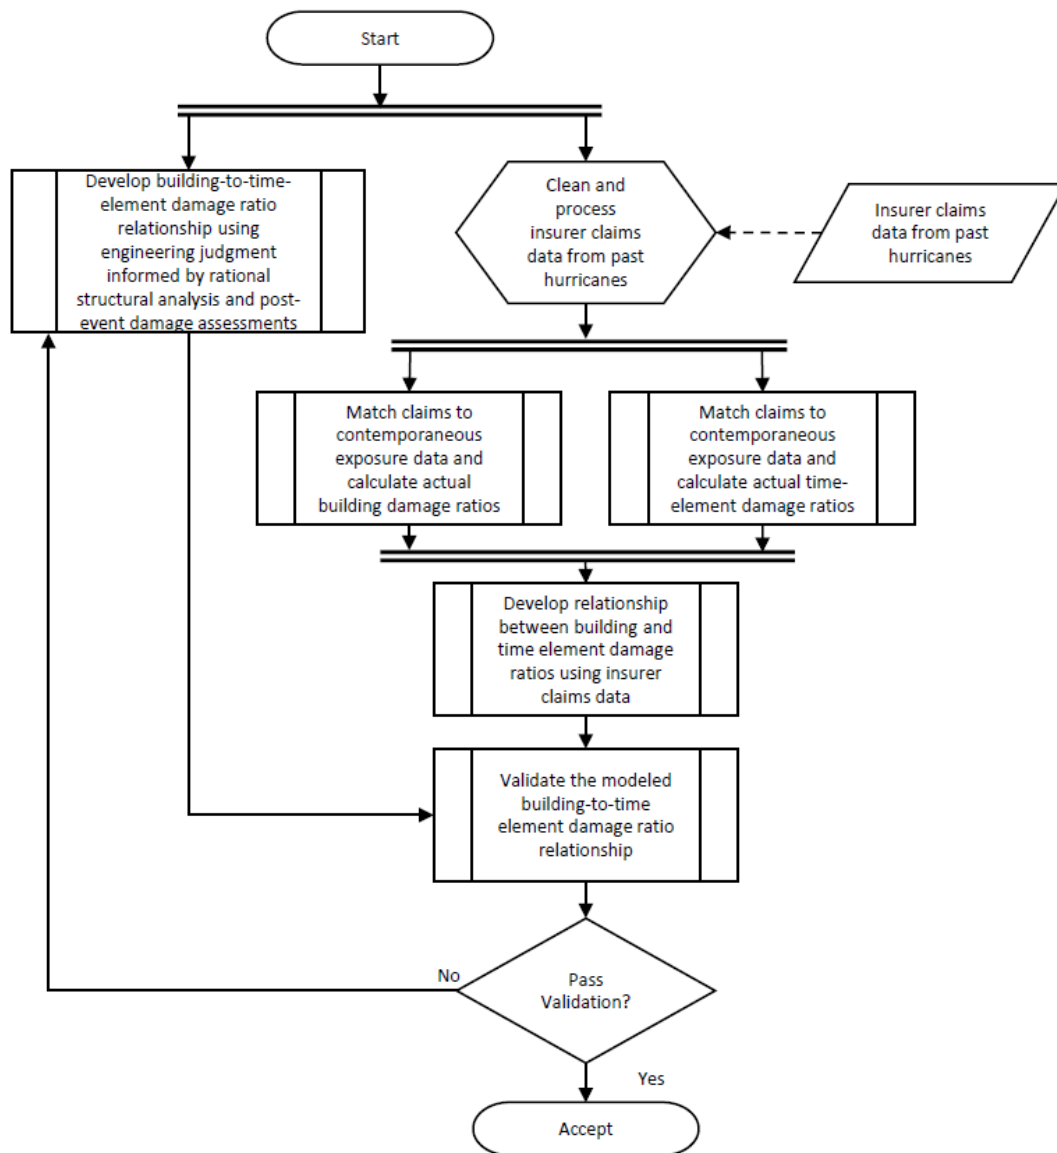 Start
Develop building-to-time-
element damage ratio
relationship using
engineering judgment
informed by rational
structural analysis and post-
event damage assessments
Clean and
process
insurer claims
data from past
hurricanes
Insurer claims
data from past
hurricanes
Match claims to
contemporaneous
exposure data and
calculate actual
building damage ratios
Match claims to
contemporaneous
exposure data and
calculate actual time-
element damage ratios
Develop relationship
between building and
time element damage
ratios using insurer
claims data
Validate the modeled
building-to-time
element damage ratio
relationship
No
Pass
Validation?
Yes
Accept